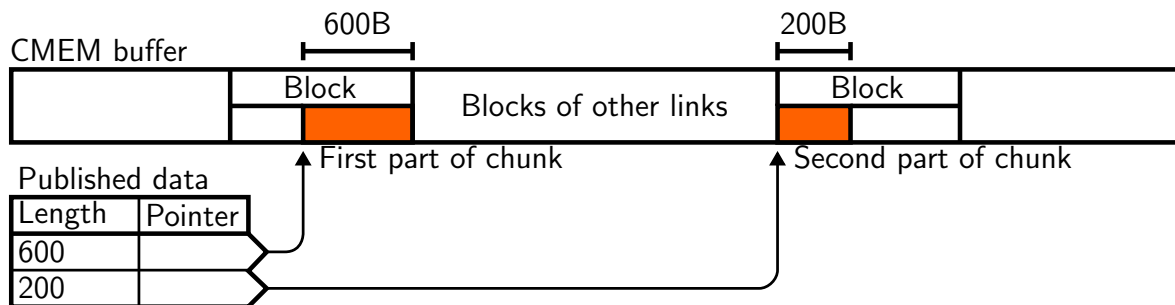 600B
200B
CMEM buffer
Block
Block
Blocks of other links
First part of chunk
Second part of chunk
Published data
Length Pointer
600
200